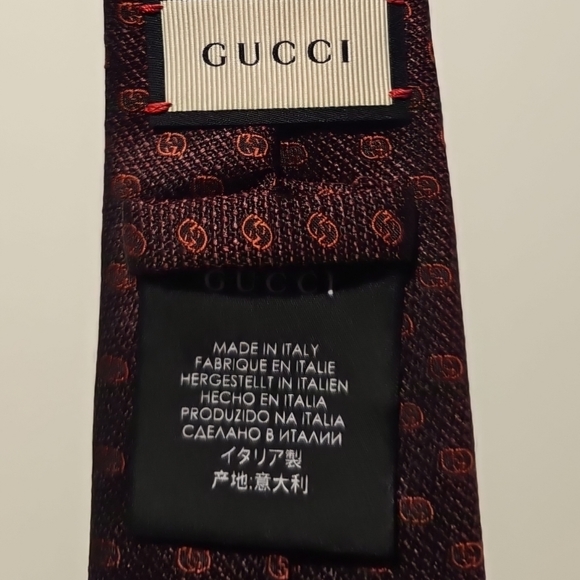 GUCCI
GUCCI
MADE IN ITALY
FABRIQUE EN ITALIE
HERGESTELLT IN ITALIEN
HECHO EN ITALIA
PRODUZIDO NA ITALIA
СДЕЛАНО В ИТАЛИИ
イタリア製
产地:意大利